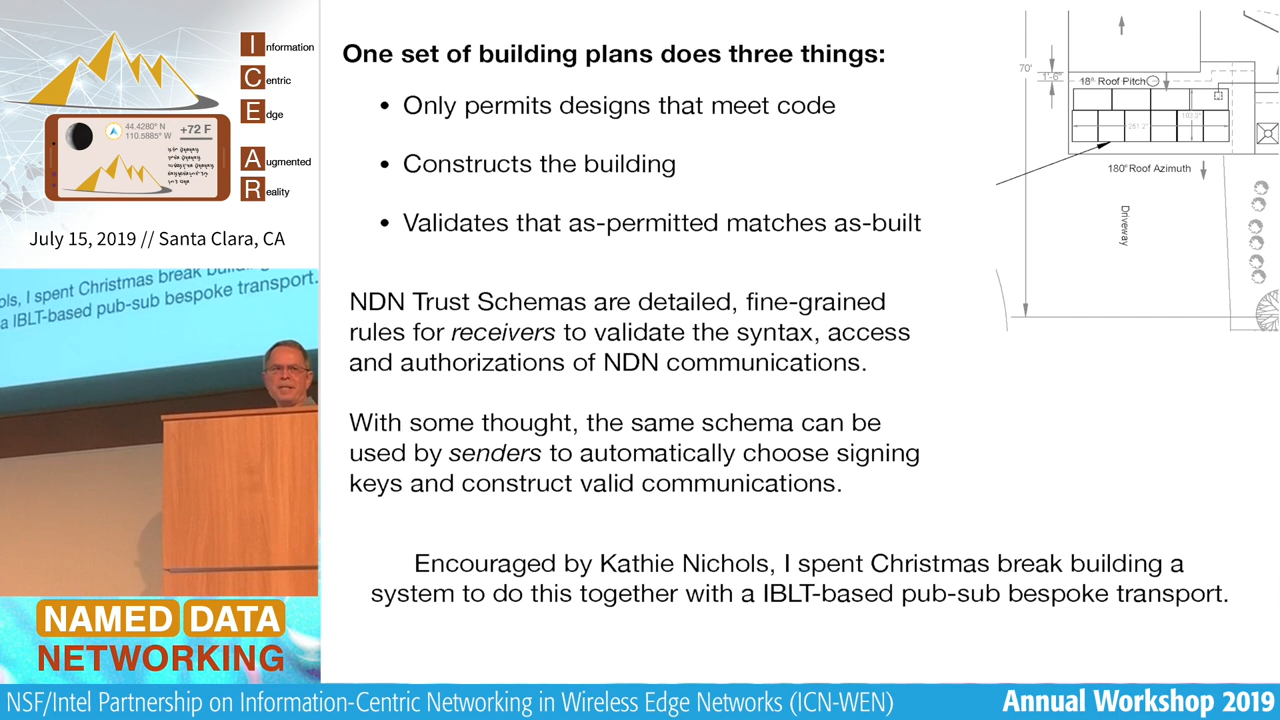 Information
Centric
Edge
Augmented
Reality
44.4280° N
110.5885° W
+72 F
July 15, 2019 // Santa Clara, CA
ols, I spent Christmas break
a IBLT-based pub-sub bespoke transport.
NAMED DATA
NETWORKING
One set of building plans does three things:
• Only permits designs that meet code
• Constructs the building
• Validates that as-permitted matches as-built
NDN Trust Schemas are detailed, fine-grained
rules for receivers to validate the syntax, access
and authorizations of NDN communications.
With some thought, the same schema can be
used by senders to automatically choose signing
keys and construct valid communications.
Encouraged by Kathie Nichols, I spent Christmas break building a
system to do this together with a IBLT-based pub-sub bespoke transport.
70'
1'-6"
18° Roof Pitch
180° Roof Azimuth
Driveway
NSF/Intel Partnership on Information-Centric Networking in Wireless Edge Networks (ICN-WEN)
Annual Workshop 2019